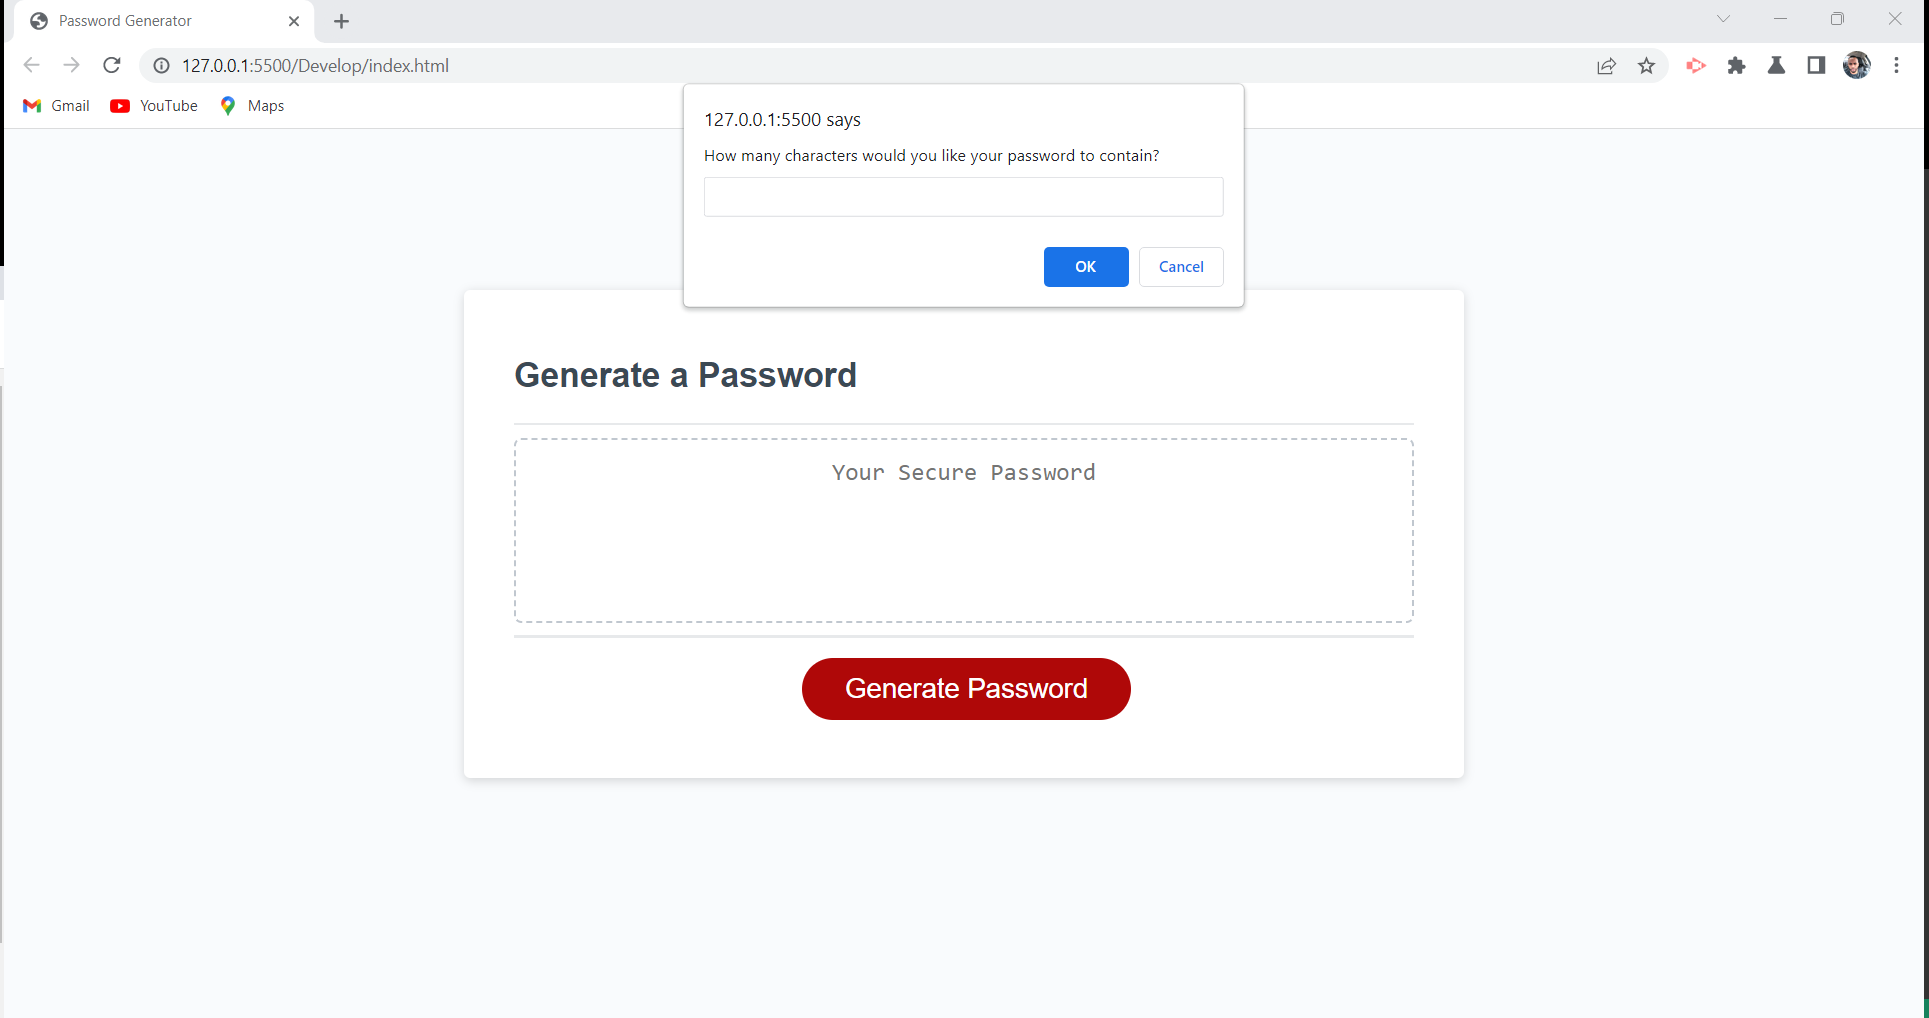 Password Generator
127.0.0.1:5500/Develop/index.html
Gmail YouTube Maps
127.0.0.1:5500 says
How many characters would you like your password to contain?
OK Cancel
Generate a Password
Your Secure Password
Generate Password